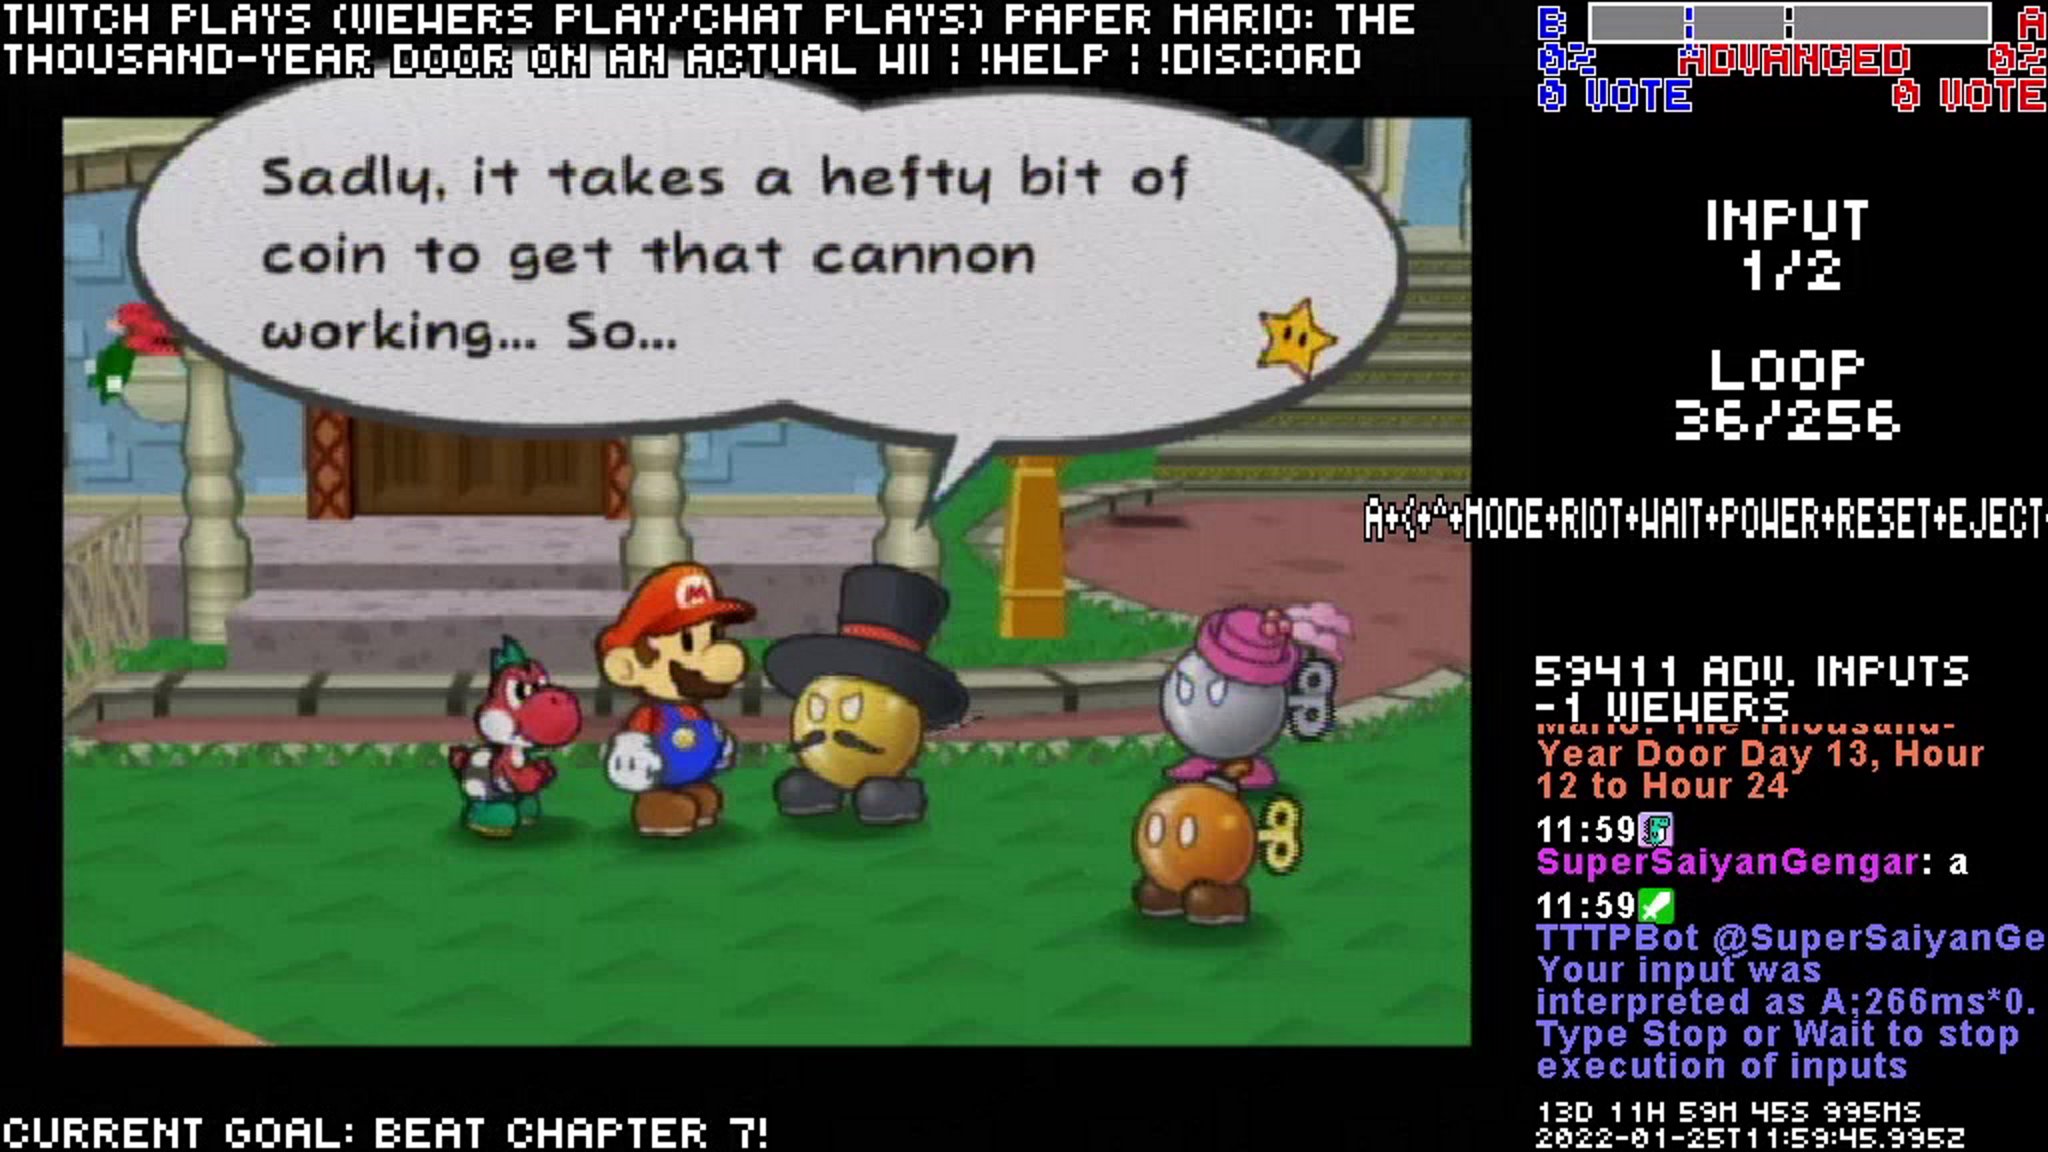 TWITCH PLAYS (VIEWERS PLAY/CHAT PLAYS) PAPER MARIO: THE
THOUSAND-YEAR DOOR ON AN ACTUAL WII ¦ !HELP ¦ !DISCORD
B
A
0%
ADVANCED
0%
0 VOTE
0 VOTE
Sadly, it takes a hefty bit of
coin to get that cannon
working... So...
M
INPUT
1/2
LOOP
36/256
A+<+^+MODE+RIOT+WAIT+POWER+RESET+EJECT
59411 ADV. INPUTS
-1 VIEWERS
Mario: The Thousand-
Year Door Day 13, Hour
12 to Hour 24
11:59
SuperSaiyanGengar: a
11:59
TTTPBot @SuperSaiyanGe
Your input was
interpreted as A;266ms*0.
Type Stop or Wait to stop
execution of inputs
13D 11H 59M 45S 995MS
2022-01-25T11:59:45.995Z
CURRENT GOAL: BEAT CHAPTER 7!